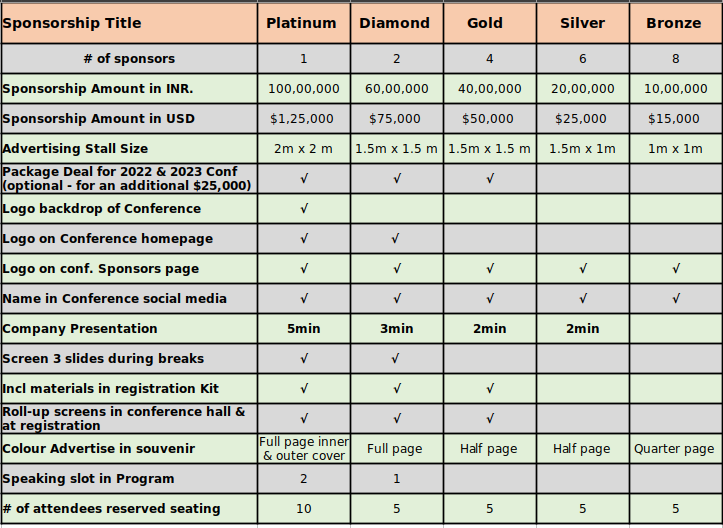 Sponsorship Title Platinum Diamond Gold Silver Bronze
# of sponsors 1 2 4 6 8
Sponsorship Amount in INR. 100,00,000 60,00,000 40,00,000 20,00,000 10,00,000
Sponsorship Amount in USD $1,25,000 $75,000 $50,000 $25,000 $15,000
Advertising Stall Size 2m x 2 m 1.5m x 1.5 m 1.5m x 1.5 m 1.5m x 1m 1m x 1m
Package Deal for 2022 & 2023 Conf
(optional - for an additional $25,000) √ √ √
Logo backdrop of Conference √
Logo on Conference homepage √ √
Logo on conf. Sponsors page √ √ √ √ √
Name in Conference social media √ √ √ √ √
Company Presentation 5min 3min 2min 2min
Screen 3 slides during breaks √ √
Incl materials in registration Kit √ √ √
Roll-up screens in conference hall &
at registration √ √ √
Colour Advertise in souvenir Full page inner
& outer cover Full page Half page Half page Quarter page
Speaking slot in Program 2 1
# of attendees reserved seating 10 5 5 5 5